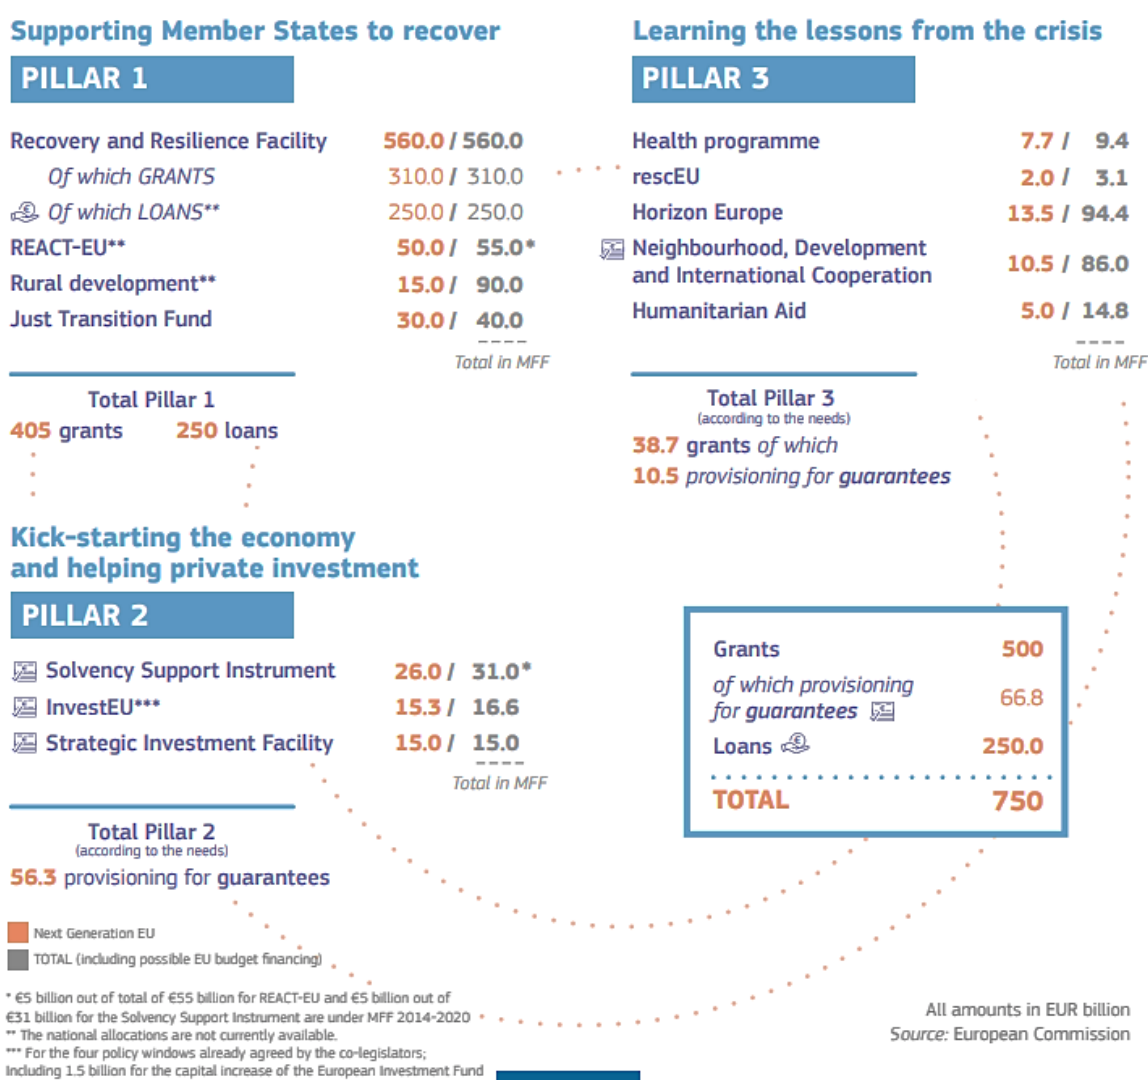 Supporting Member States to recover
PILLAR 1
Recovery and Resilience Facility 560.0 / 560.0
Of which GRANTS 310.0 / 310.0
Of which LOANS** 250.0 / 250.0
REACT-EU** 50.0 / 55.0*
Rural development** 15.0 / 90.0
Just Transition Fund 30.0 / 40.0
Total in MFF
Total Pillar 1
405 grants 250 loans
Kick-starting the economy
and helping private investment
PILLAR 2
Solvency Support Instrument 26.0 / 31.0*
InvestEU*** 15.3 / 16.6
Strategic Investment Facility 15.0 / 15.0
Total in MFF
Total Pillar 2
(according to the needs)
56.3 provisioning for guarantees
Learning the lessons from the crisis
PILLAR 3
Health programme 7.7 / 9.4
rescEU 2.0 / 3.1
Horizon Europe 13.5 / 94.4
Neighbourhood, Development
and International Cooperation 10.5 / 86.0
Humanitarian Aid 5.0 / 14.8
Total in MFF
Total Pillar 3
(according to the needs)
38.7 grants of which
10.5 provisioning for guarantees
Grants 500
of which provisioning
for guarantees 66.8
Loans 250.0
TOTAL 750
Next Generation EU
TOTAL (including possible EU budget financing)
* €5 billion out of total of €55 billion for REACT-EU and €5 billion out of
€31 billion for the Solvency Support Instrument are under MFF 2014-2020
** The national allocations are not currently available.
*** For the four policy windows already agreed by the co-legislators;
Including 1.5 billion for the capital increase of the European Investment Fund
All amounts in EUR billion
Source: European Commission